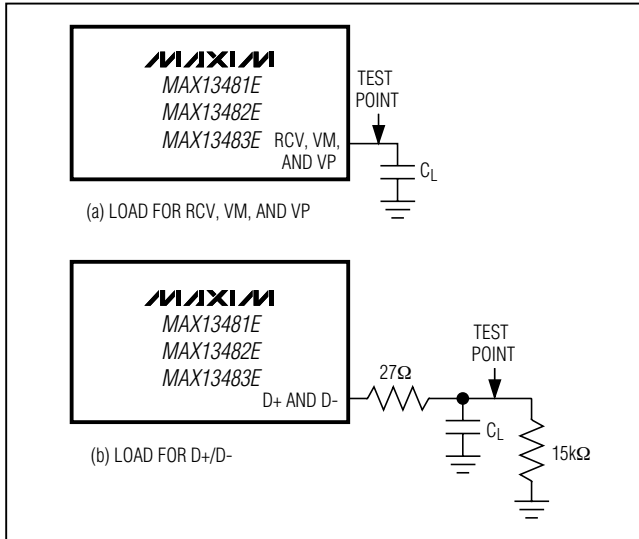 MAXIM
MAX13481E
MAX13482E
MAX13483E
RCV, VM,
AND VP
TEST
POINT
CL
(a) LOAD FOR RCV, VM, AND VP
MAXIM
MAX13481E
MAX13482E
MAX13483E
D+ AND D-
27Ω
TEST
POINT
CL
15kΩ
(b) LOAD FOR D+/D-